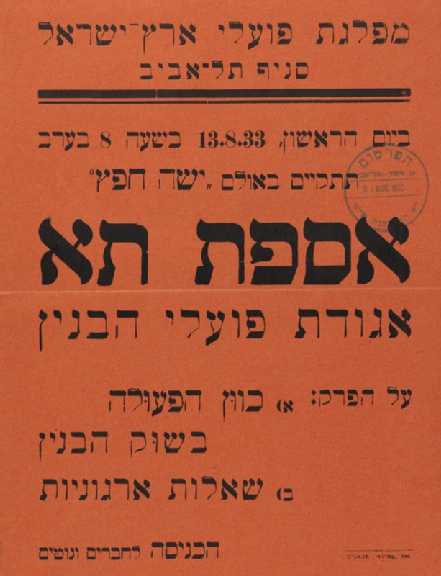 מפלגת פועלי ארץ־ישראל
סניף תל־אביב
ביום הראשון, 13.8.33 בשעה 8 בערב
תתקיים באולם „ישה חפץ"
אספת תא
אגודת פועלי הבנין
על הפרק: א) כוון הפעולה
בשוק הבנין
ב) שאלות ארגוניות
הכניסה לחברים ונוטים